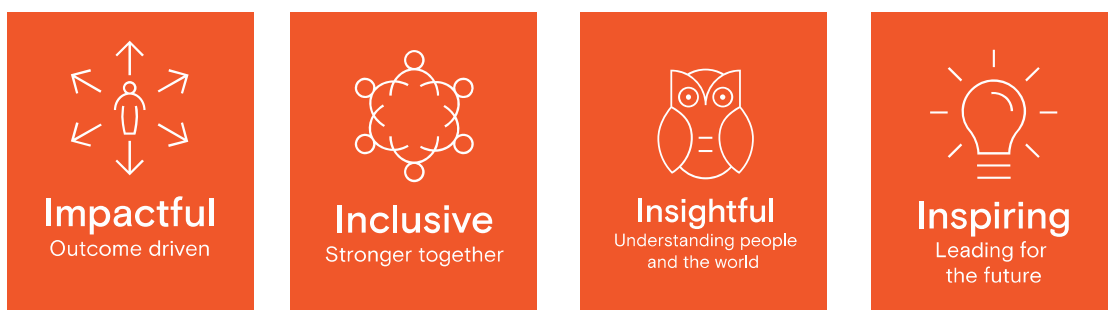 Impactful
Outcome driven
Inclusive
Stronger together
Insightful
Understanding people
and the world
Inspiring
Leading for
the future